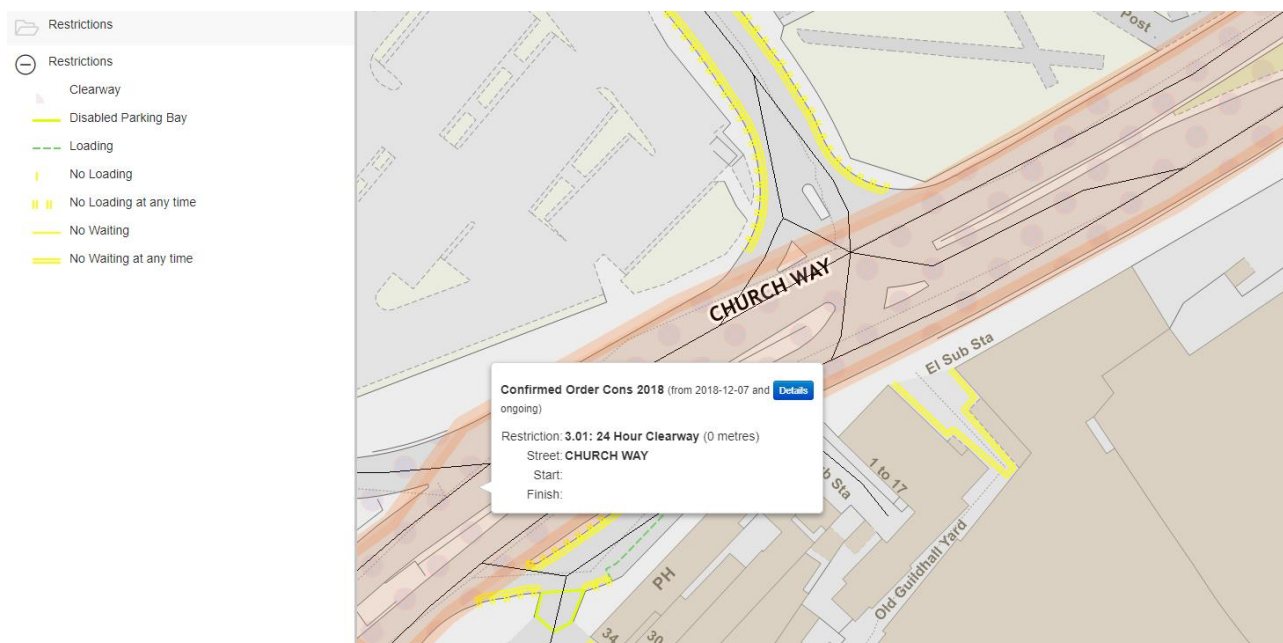 Restrictions
Restrictions
Clearway
Disabled Parking Bay
Loading
No Loading
No Loading at any time
No Waiting
No Waiting at any time
Post
CHURCH WAY
El Sub Sta
Confirmed Order Cons 2018 (from 2018-12-07 and
ongoing)
Details
Restriction: 3.01: 24 Hour Clearway (0 metres)
Street: CHURCH WAY
Start:
Finish:
1 to 17
Sta
Old Guildhall Yard
PH
34
30